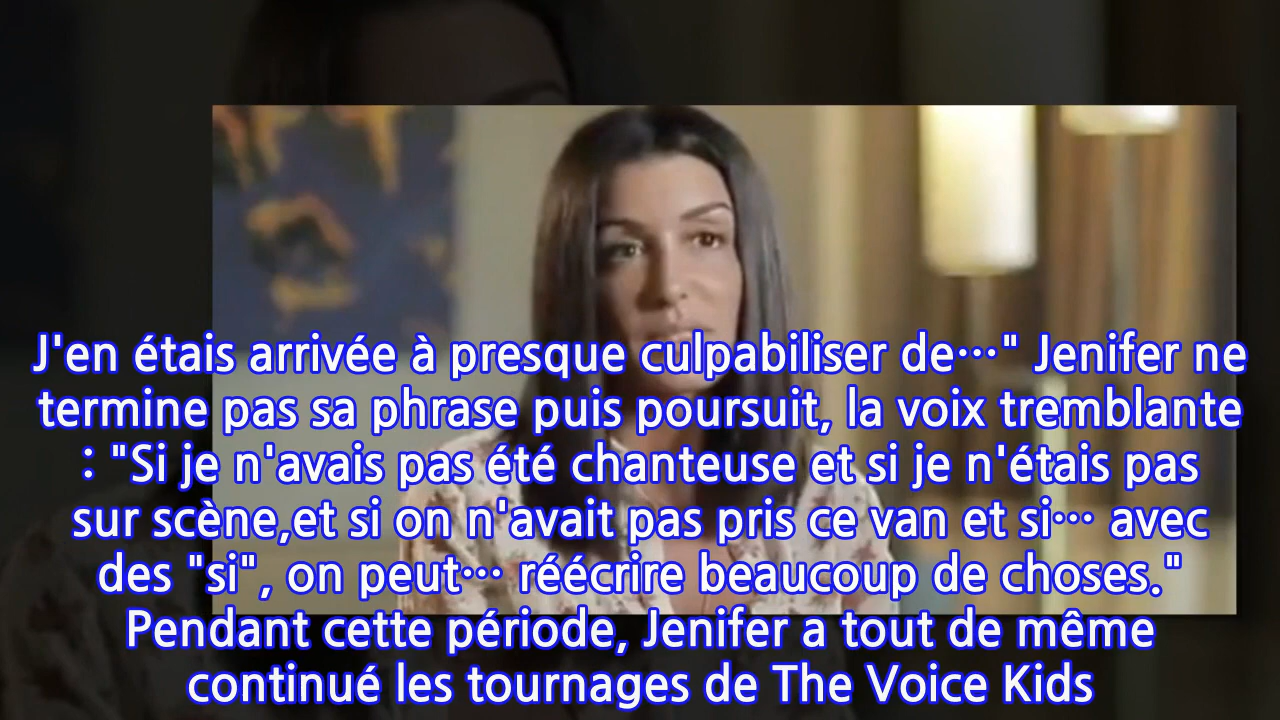 J'en étais arrivée à presque culpabiliser de…" Jenifer ne
termine pas sa phrase puis poursuit, la voix tremblante
: "Si je n'avais pas été chanteuse et si je n'étais pas
sur scène,et si on n'avait pas pris ce van et si… avec
des "si", on peut… réécrire beaucoup de choses."
Pendant cette période, Jenifer a tout de même
continué les tournages de The Voice Kids